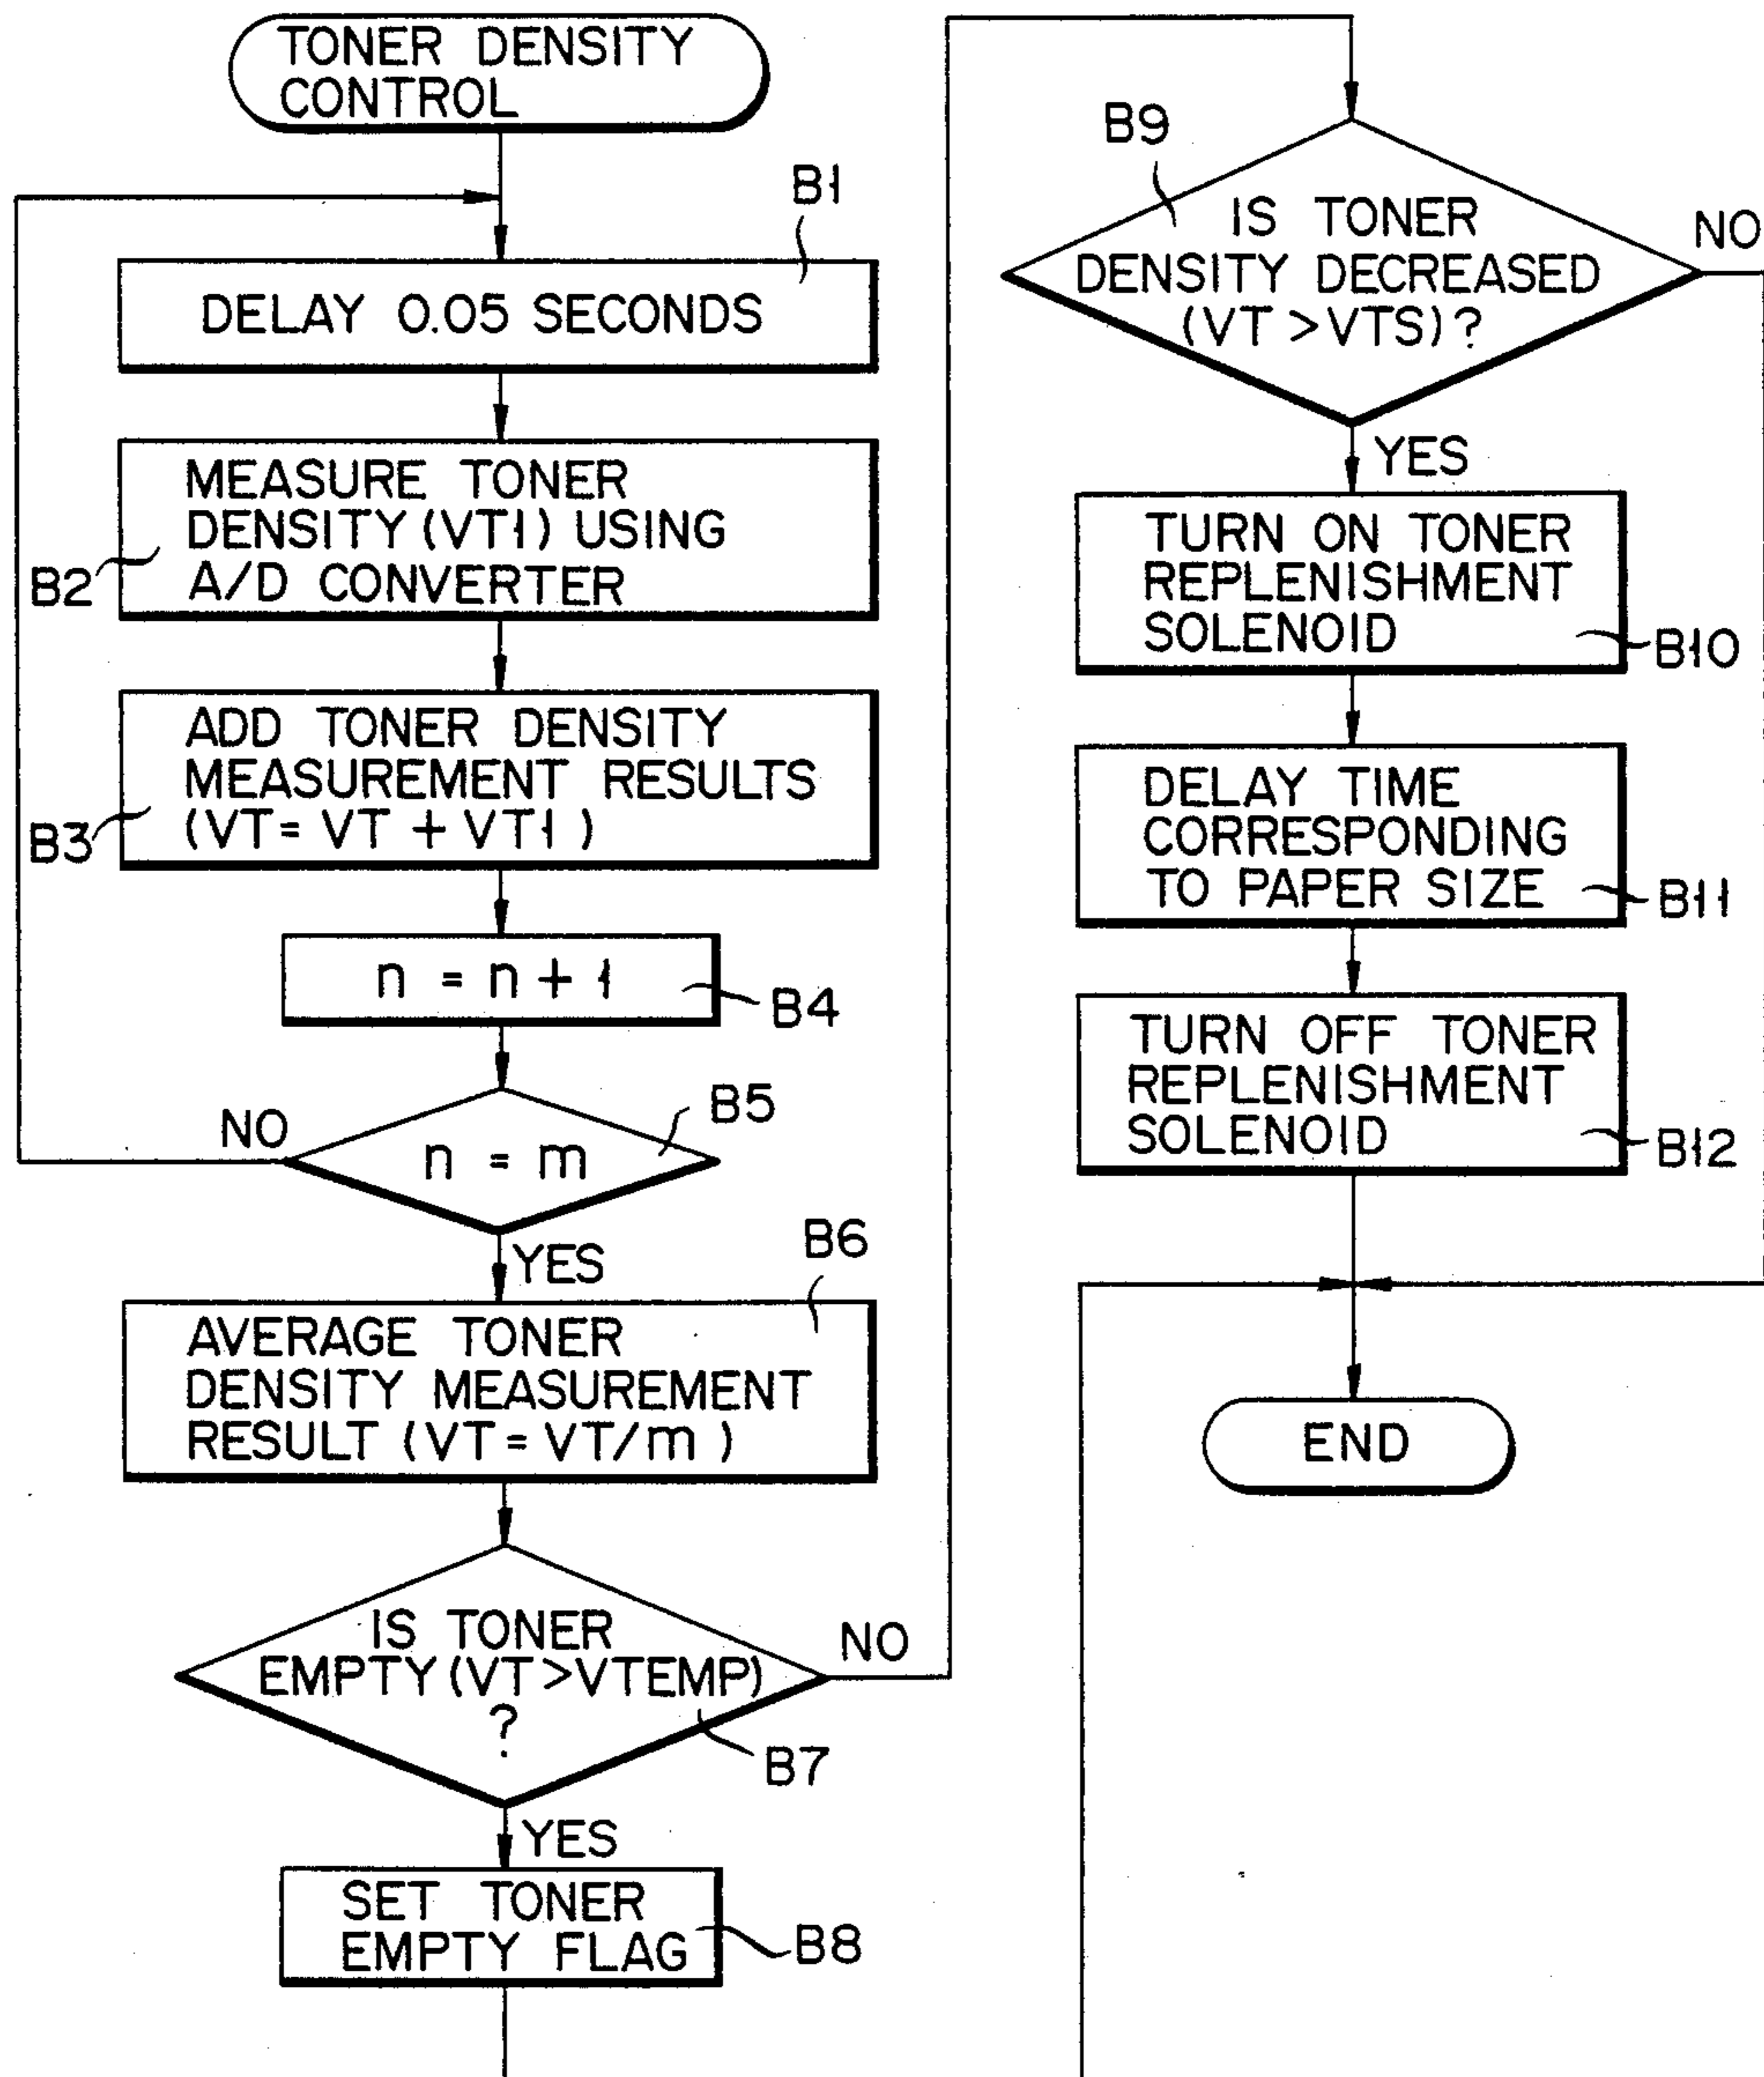 TONER DENSITY
CONTROL
B1
DELAY 0.05 SECONDS
MEASURE TONER
DENSITY (VT1) USING
A/D CONVERTER
B2
ADD TONER DENSITY
MEASUREMENT RESULTS
(VT = VT + VT1)
B3
n = n + 1
B4
B5
NO
n = m
YES
B6
AVERAGE TONER
DENSITY MEASUREMENT
RESULT (VT = VT/m)
IS TONER
EMPTY (VT > VTEMP)
?
NO
B7
YES
SET TONER
EMPTY FLAG
B8
B9
IS TONER
DENSITY DECREASED
(VT > VTS) ?
NO
YES
TURN ON TONER
REPLENISHMENT
SOLENOID
B10
DELAY TIME
CORRESPONDING
TO PAPER SIZE
B11
TURN OFF TONER
REPLENISHMENT
SOLENOID
B12
END